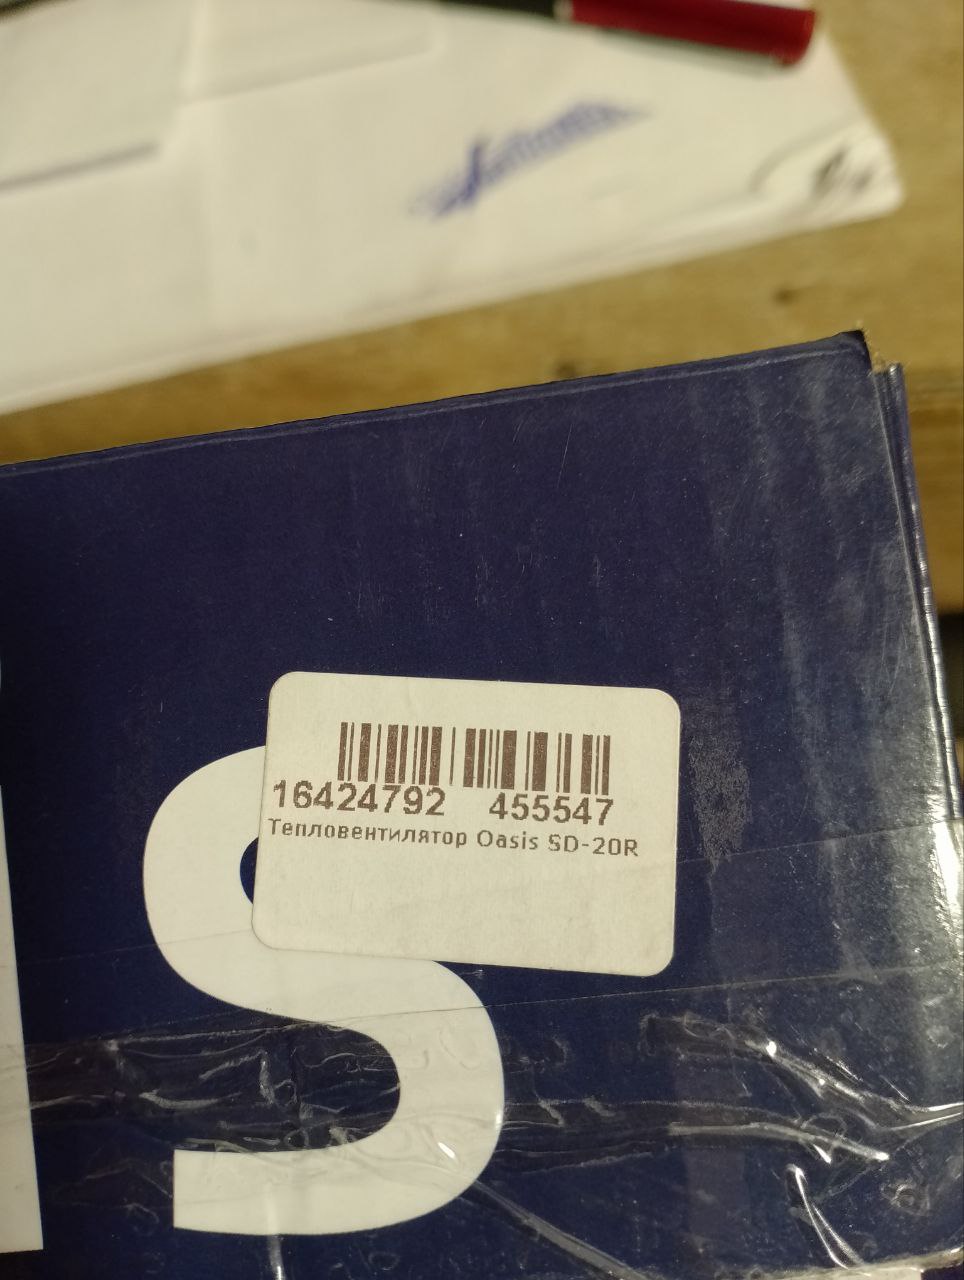 16424792 455547
Тепловентилятор Oasis SD-20R
S